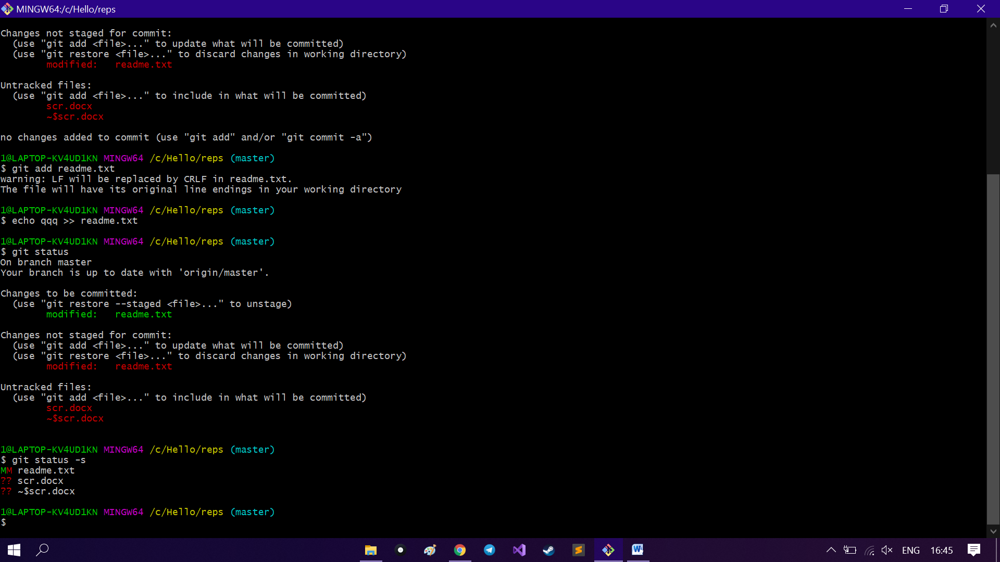 MINGW64:/c/Hello/reps
Changes not staged for commit:
  (use "git add <file>..." to update what will be committed)
  (use "git restore <file>..." to discard changes in working directory)
        modified:   readme.txt

Untracked files:
  (use "git add <file>..." to include in what will be committed)
        scr.docx
        ~$scr.docx

no changes added to commit (use "git add" and/or "git commit -a")

1@LAPTOP-KV4UD1KN MINGW64 /c/Hello/reps (master)
$ git add readme.txt
warning: LF will be replaced by CRLF in readme.txt.
The file will have its original line endings in your working directory

1@LAPTOP-KV4UD1KN MINGW64 /c/Hello/reps (master)
$ echo qqq >> readme.txt

1@LAPTOP-KV4UD1KN MINGW64 /c/Hello/reps (master)
$ git status
On branch master
Your branch is up to date with 'origin/master'.

Changes to be committed:
  (use "git restore --staged <file>..." to unstage)
        modified:   readme.txt

Changes not staged for commit:
  (use "git add <file>..." to update what will be committed)
  (use "git restore <file>..." to discard changes in working directory)
        modified:   readme.txt

Untracked files:
  (use "git add <file>..." to include in what will be committed)
        scr.docx
        ~$scr.docx

1@LAPTOP-KV4UD1KN MINGW64 /c/Hello/reps (master)
$ git status -s
MM readme.txt
?? scr.docx
?? ~$scr.docx

1@LAPTOP-KV4UD1KN MINGW64 /c/Hello/reps (master)
$
ENG 16:45